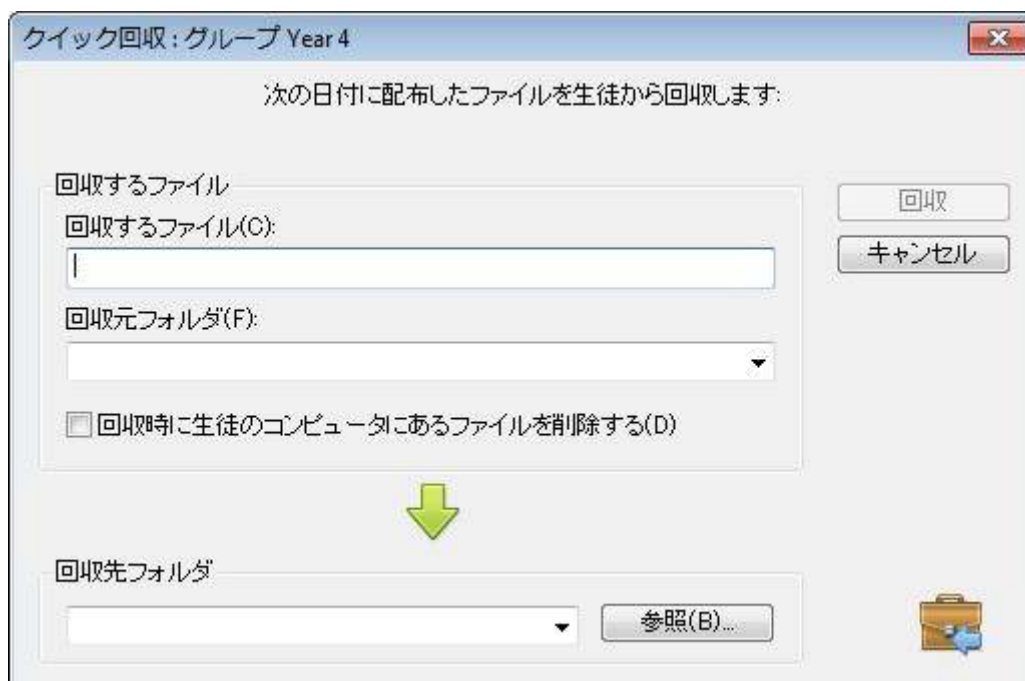 クイック回収 : グループ Year 4
次の日付に配布したファイルを生徒から回収します:
回収するファイル
回収するファイル(C):
回収元フォルダ(F):
回収時に生徒のコンピュータにあるファイルを削除する(D)
回収
キャンセル
回収先フォルダ
参照(B)...